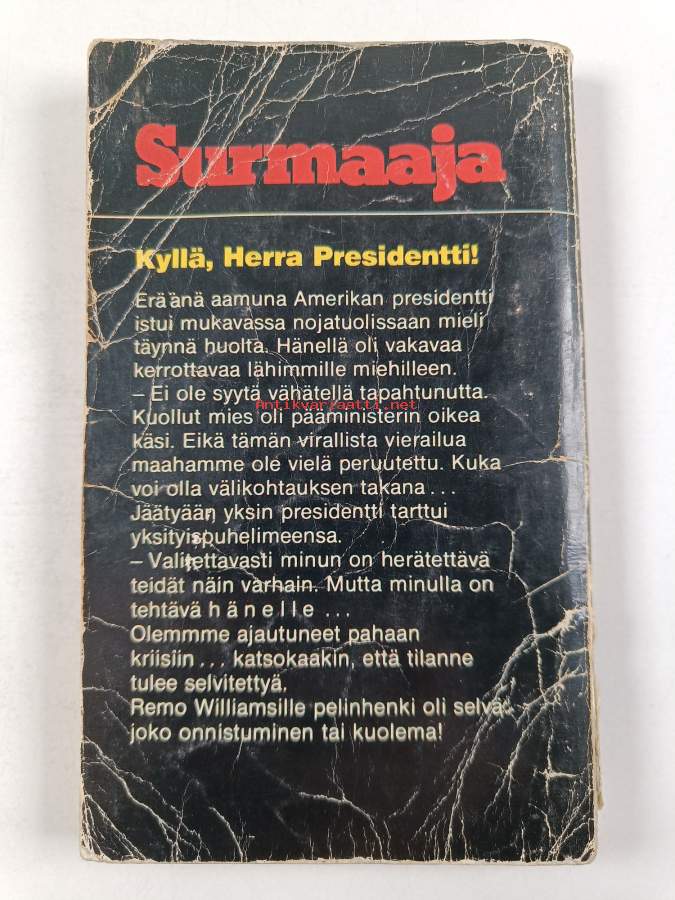 Surmaaja
Kyllä, Herra Presidentti!
Eräänä aamuna Amerikan presidentti
istui mukavassa nojatuolissaan mieli
täynnä huolta. Hänellä oli vakavaa
kerrottavaa lähimmille miehilleen.
– Ei ole syytä vähätellä tapahtunutta.
Antikvariaatti.net
Kuollut mies oli pääministerin oikea
käsi. Eikä tämän virallista vierailua
maahamme ole vielä peruutettu. Kuka
voi olla välikohtauksen takana ...
Jäätyään yksin presidentti tarttui
yksityispuhelimeensa.
– Valitettavasti minun on herätettävä
teidät näin varhain. Mutta minulla on
tehtävä h ä n e l l e ...
Olemmme ajautuneet pahaan
kriisiin ... katsokaakin, että tilanne
tulee selvitettyä.
Remo Williamsille pelinhenki oli selvä:
joko onnistuminen tai kuolema!